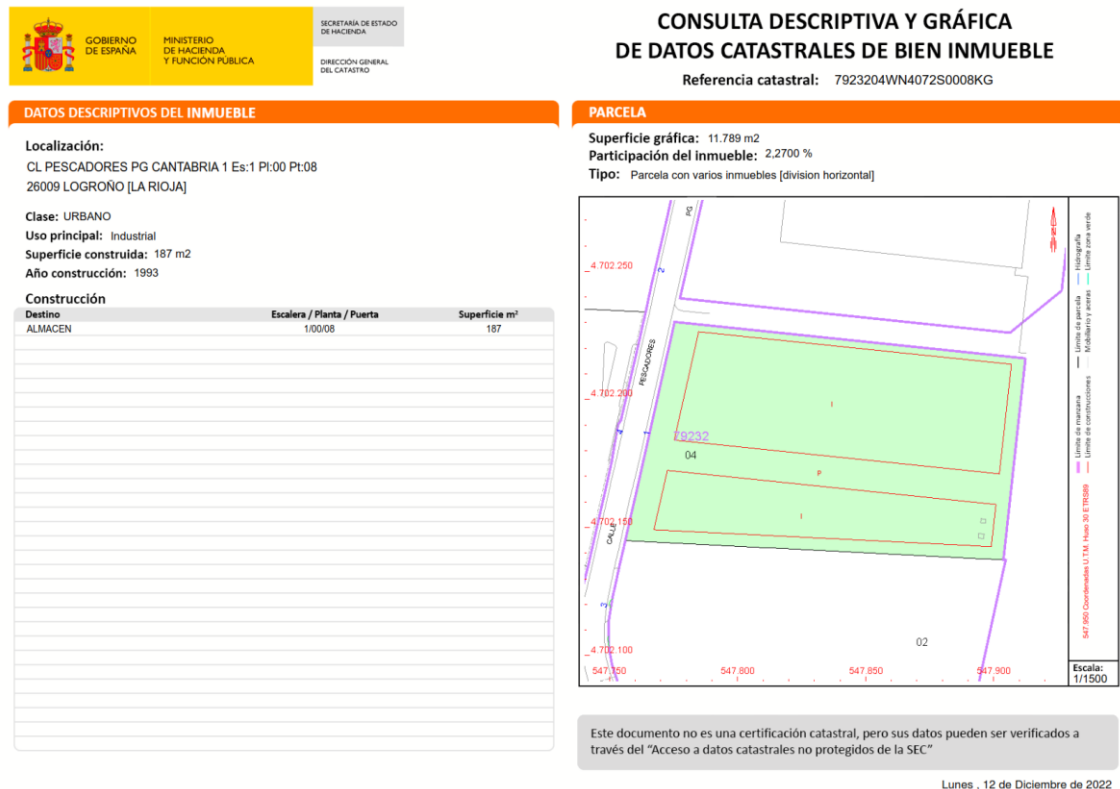 GOBIERNO
DE ESPAÑA
MINISTERIO
DE HACIENDA
Y FUNCIÓN PÚBLICA
SECRETARÍA DE ESTADO
DE HACIENDA
DIRECCIÓN GENERAL
DEL CATASTRO
CONSULTA DESCRIPTIVA Y GRÁFICA
DE DATOS CATASTRALES DE BIEN INMUEBLE
Referencia catastral: 7923204WN4072S0008KG
DATOS DESCRIPTIVOS DEL INMUEBLE
Localización:
CL PESCADORES PG CANTABRIA 1 Es:1 Pl:00 Pt:08
26009 LOGROÑO [LA RIOJA]
Clase: URBANO
Uso principal: Industrial
Superficie construida: 187 m2
Año construcción: 1993
Construcción
Destino Escalera / Planta / Puerta Superficie m²
ALMACEN 1/00/08 187
PARCELA
Superficie gráfica: 11.789 m2
Participación del inmueble: 2,2700 %
Tipo: Parcela con varios inmuebles [division horizontal]
PG
2
4.702.250
PESCADORES
4.702.200
I
4
1
79232
04
P
I
4.702.150
CALLE
3
02
4.702.100
547.750 547.800 547.850 547.900
Hidrografía
Límite zona verde
Límite de parcela
Mobiliario y aceras
Límite de manzana
Límite de construcciones
547.950 Coordenadas U.T.M. Huso 30 ETRS89
Escala:
1/1500
Este documento no es una certificación catastral, pero sus datos pueden ser verificados a
través del “Acceso a datos catastrales no protegidos de la SEC”
Lunes , 12 de Diciembre de 2022